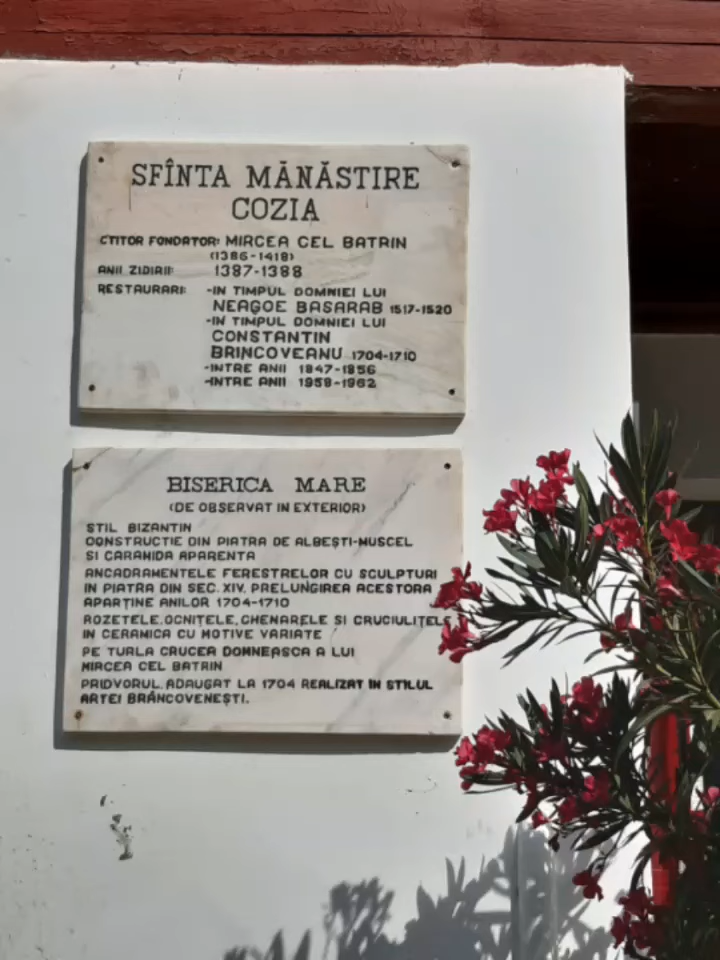 SFÎNTA MĂNĂSTIRE
COZIA
CTITOR FONDATOR: MIRCEA CEL BATRIN
(1386-1418)
ANII ZIDIRII: 1387-1388
RESTAURARI: -IN TIMPUL DOMNIEI LUI
NEAGOE BASARAB 1517-1520
-IN TIMPUL DOMNIEI LUI
CONSTANTIN
BRINCOVEANU 1704-1710
-INTRE ANII 1847-1856
-INTRE ANII 1958-1962
BISERICA MARE
(DE OBSERVAT IN EXTERIOR)
STIL BIZANTIN
CONSTRUCTIE DIN PIATRA DE ALBEȘTI-MUSCEL
SI CARAMIDA APARENTA
ANCADRAMENTELE FERESTRELOR CU SCULPTURI
IN PIATRA DIN SEC. XIV. PRELUNGIREA ACESTORA
APARȚINE ANILOR 1704-1710
ROZETELE, OCNIȚELE, CHENARELE SI CRUCIULIȚELE
IN CERAMICA CU MOTIVE VARIATE
PE TURLA CRUCEA DOMNEASCA A LUI
MIRCEA CEL BATRIN
PRIDVORUL, ADAUGAT LA 1704 REALIZAT IN STILUL
ARTEI BRÂNCOVENEȘTI.